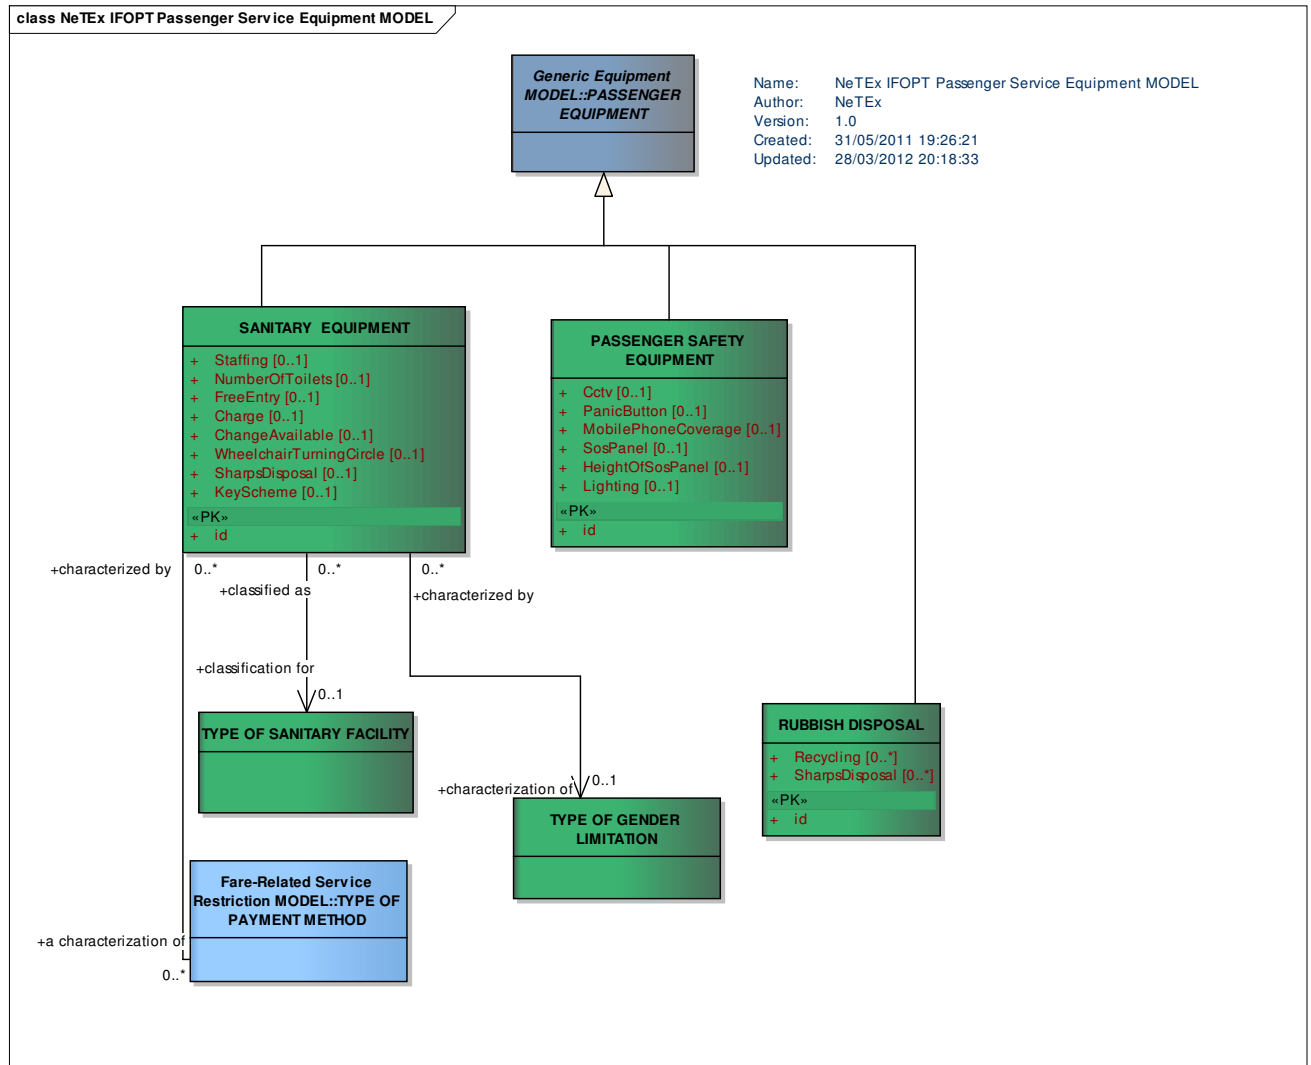 class NeTEx IFOPT Passenger Service Equipment MODEL
Generic Equipment
MODEL::PASSENGER
EQUIPMENT
Name: NeTEx IFOPT Passenger Service Equipment MODEL
Author: NeTEx
Version: 1.0
Created: 31/05/2011 19:26:21
Updated: 28/03/2012 20:18:33
SANITARY EQUIPMENT
+ Staffing [0..1]
+ NumberOfToilets [0..1]
+ FreeEntry [0..1]
+ Charge [0..1]
+ ChangeAvailable [0..1]
+ WheelchairTurningCircle [0..1]
+ SharpsDisposal [0..1]
+ KeyScheme [0..1]
«PK»
+ id
PASSENGER SAFETY
EQUIPMENT
+ Cctv [0..1]
+ PanicButton [0..1]
+ MobilePhoneCoverage [0..1]
+ SosPanel [0..1]
+ HeightOfSosPanel [0..1]
+ Lighting [0..1]
«PK»
+ id
+characterized by 0..* 0..* 0..*
+classified as
+characterized by
+classification for
0..1
TYPE OF SANITARY FACILITY
RUBBISH DISPOSAL
+ Recycling [0..*]
+ SharpsDisposal [0..*]
«PK»
+ id
0..1
+characterization of
TYPE OF GENDER
LIMITATION
Fare-Related Service
Restriction MODEL::TYPE OF
PAYMENT METHOD
+a characterization of
0..*